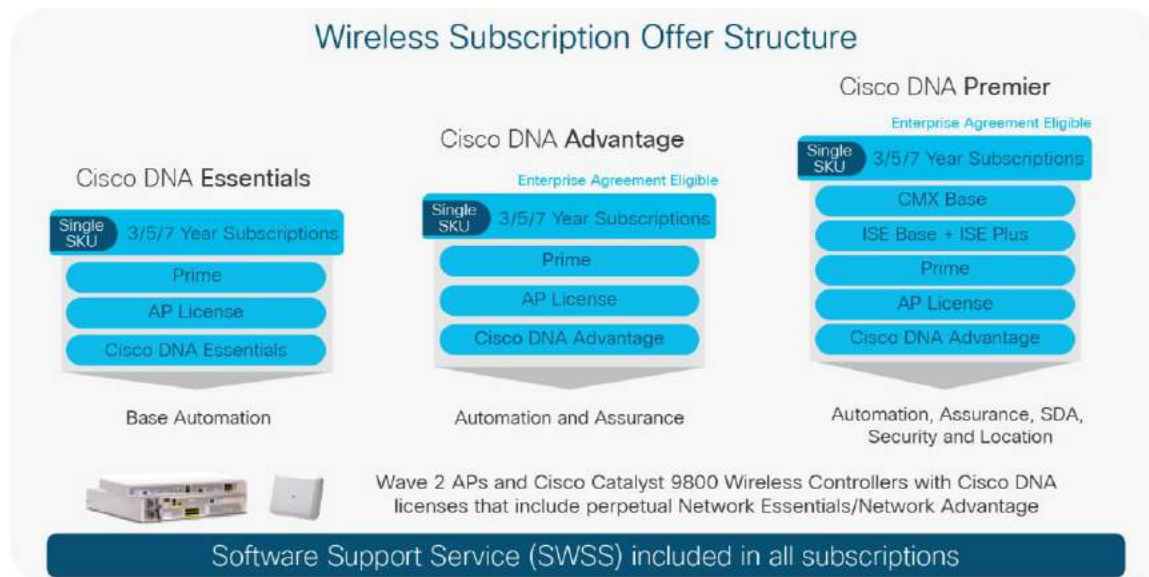 Wireless Subscription Offer Structure
Cisco DNA Essentials
Single SKU
3/5/7 Year Subscriptions
Prime
AP License
Cisco DNA Essentials
Base Automation
Cisco DNA Advantage
Enterprise Agreement Eligible
Single SKU
3/5/7 Year Subscriptions
Prime
AP License
Cisco DNA Advantage
Automation and Assurance
Cisco DNA Premier
Enterprise Agreement Eligible
Single SKU
3/5/7 Year Subscriptions
CMX Base
ISE Base + ISE Plus
Prime
AP License
Cisco DNA Advantage
Automation, Assurance, SDA,
Security and Location
Wave 2 APs and Cisco Catalyst 9800 Wireless Controllers with Cisco DNA
licenses that include perpetual Network Essentials/Network Advantage
Software Support Service (SWSS) included in all subscriptions